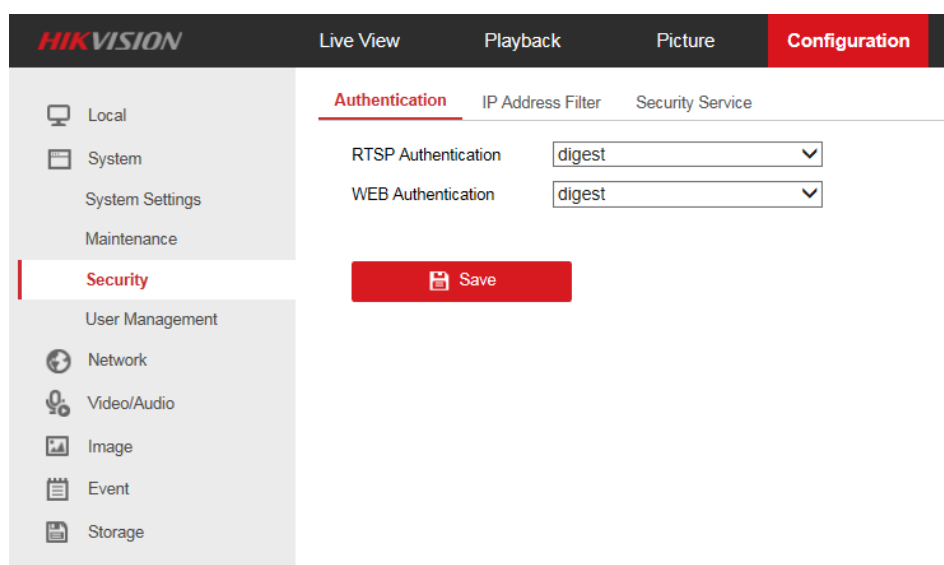 HIKVISION Live View Playback Picture Configuration
Authentication IP Address Filter Security Service
Local
System
System Settings
Maintenance
Security
User Management
Network
Video/Audio
Image
Event
Storage
RTSP Authentication digest
WEB Authentication digest
Save